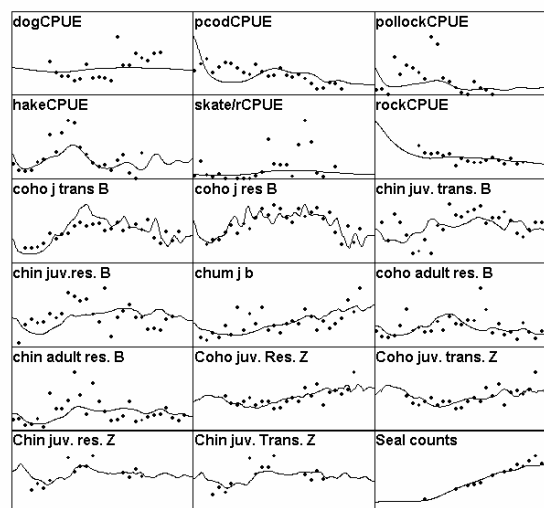 dogCPUE
pcodCPUE
pollockCPUE
hakeCPUE
skate/rCPUE
rockCPUE
coho j trans B
coho j res B
chin juv. trans. B
chin juv.res. B
chum j b
coho adult res. B
chin adult res. B
Coho juv. Res. Z
Coho juv. trans. Z
Chin juv. res. Z
Chin juv. Trans. Z
Seal counts